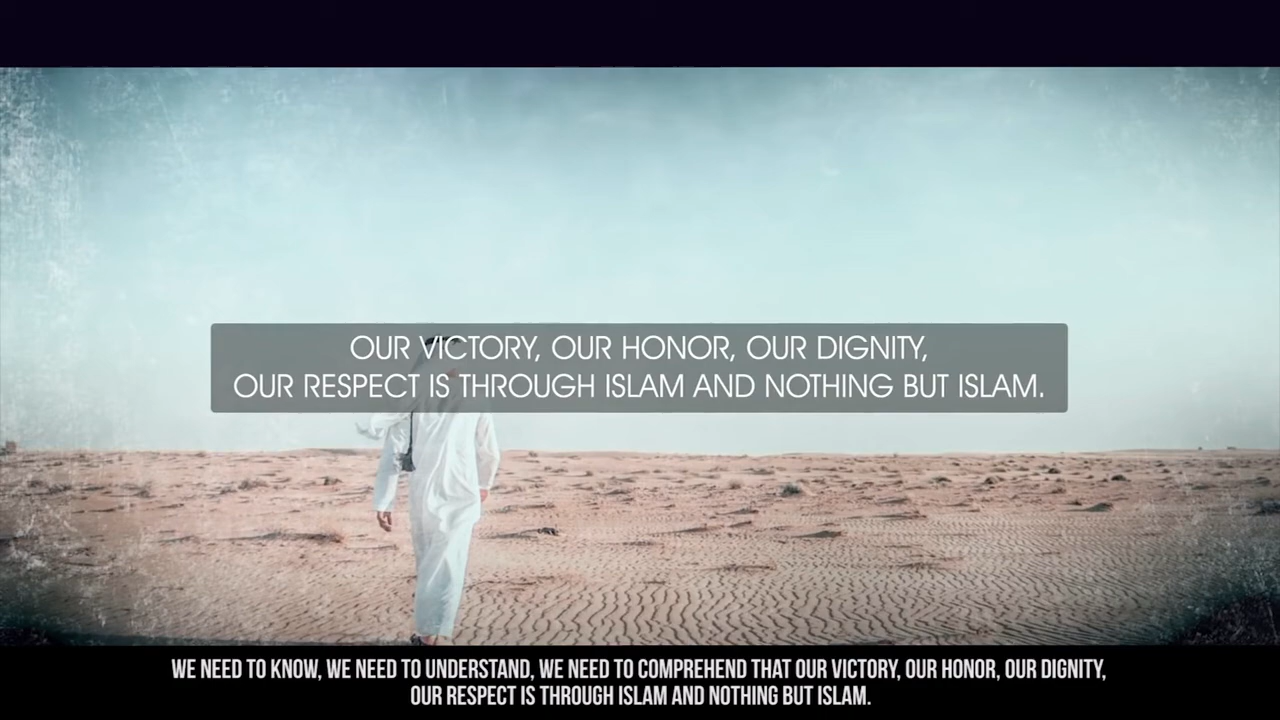 OUR VICTORY, OUR HONOR, OUR DIGNITY,
OUR RESPECT IS THROUGH ISLAM AND NOTHING BUT ISLAM.
WE NEED TO KNOW, WE NEED TO UNDERSTAND, WE NEED TO COMPREHEND THAT OUR VICTORY, OUR HONOR, OUR DIGNITY,
OUR RESPECT IS THROUGH ISLAM AND NOTHING BUT ISLAM.